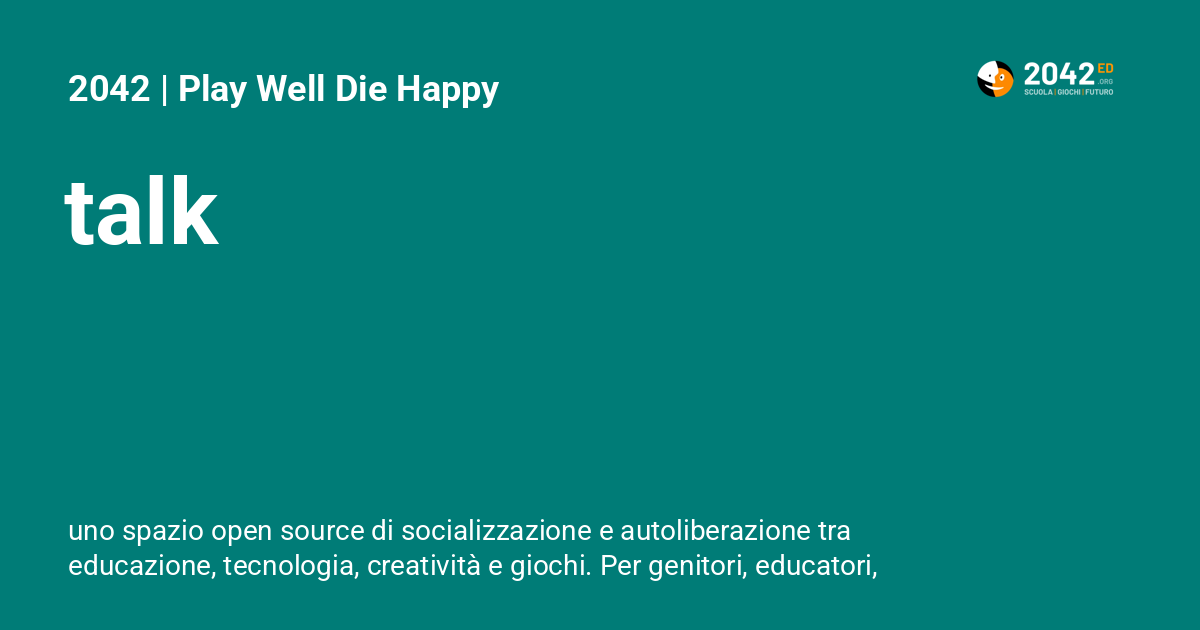 2042 | Play Well Die Happy
2042 ED
.ORG
SCUOLA | GIOCHI | FUTURO
talk
uno spazio open source di socializzazione e autoliberazione tra
educazione, tecnologia, creatività e giochi. Per genitori, educatori,